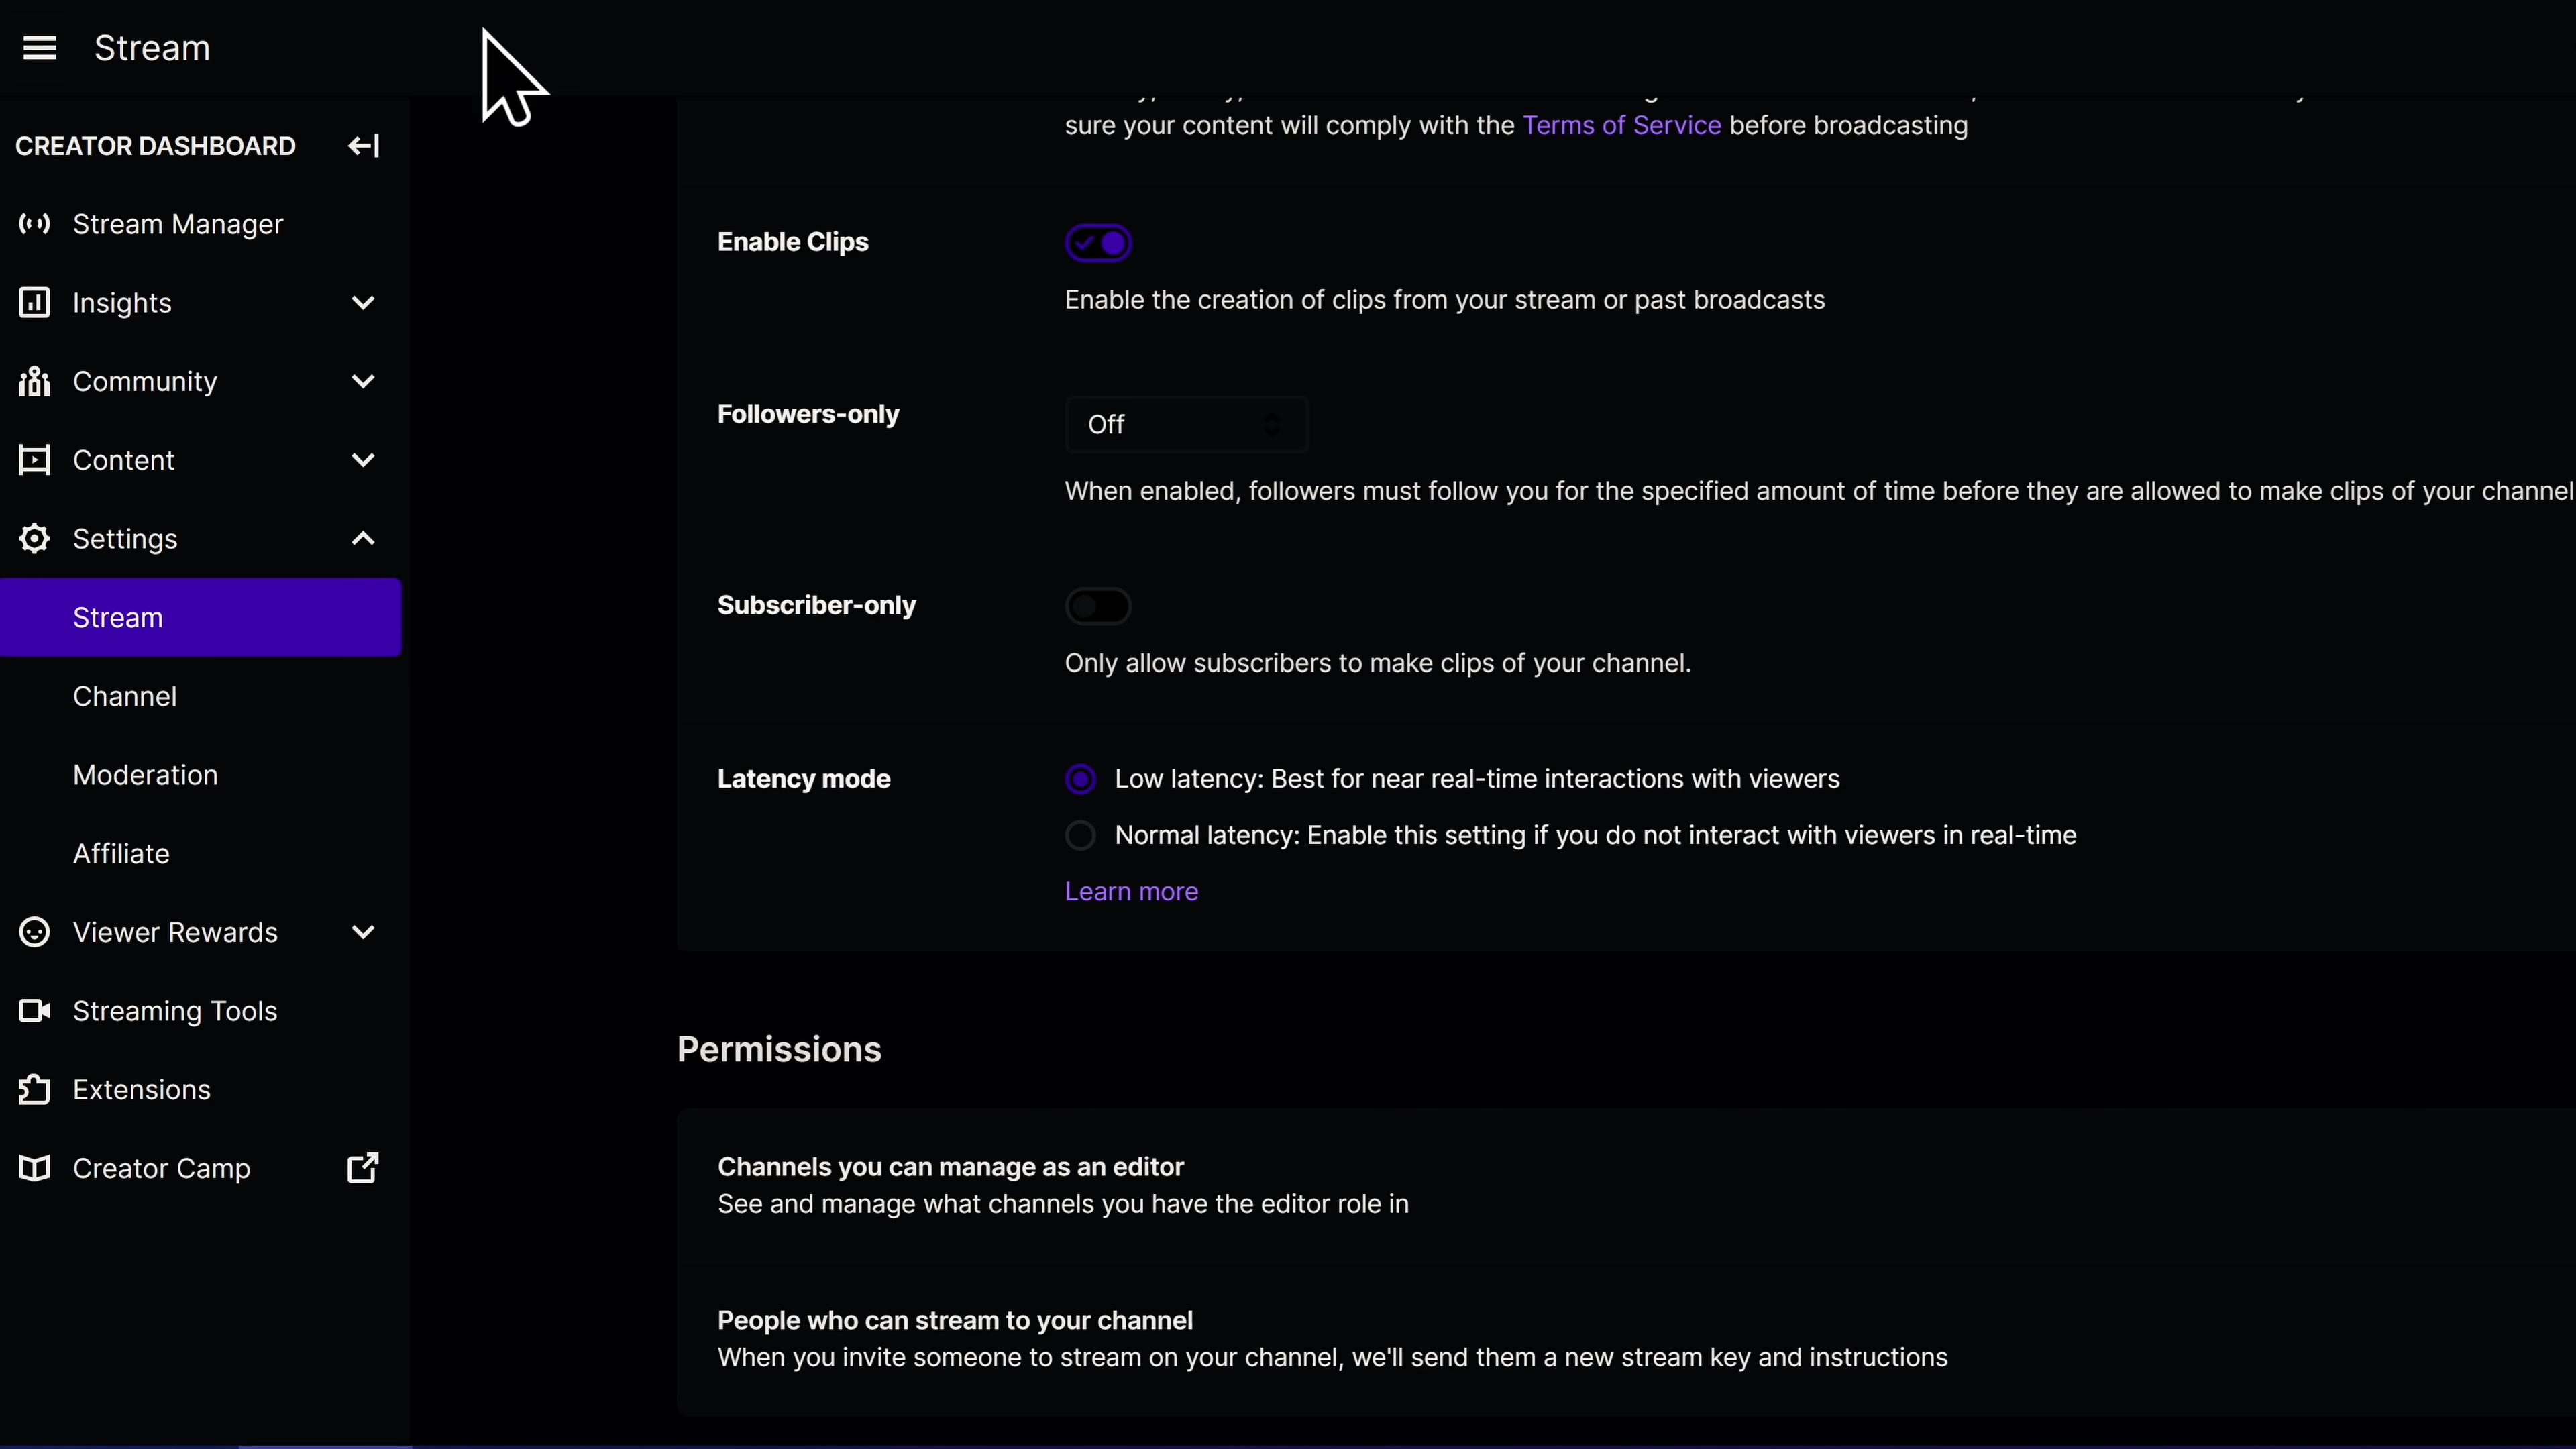 Stream
CREATOR DASHBOARD
Stream Manager
Insights
Community
Content
Settings
Stream
Channel
Moderation
Affiliate
Viewer Rewards
Streaming Tools
Extensions
Creator Camp
sure your content will comply with the Terms of Service before broadcasting
Enable Clips
Enable the creation of clips from your stream or past broadcasts
Followers-only
Off
When enabled, followers must follow you for the specified amount of time before they are allowed to make clips of your channel
Subscriber-only
Only allow subscribers to make clips of your channel.
Latency mode
Low latency: Best for near real-time interactions with viewers
Normal latency: Enable this setting if you do not interact with viewers in real-time
Learn more
Permissions
Channels you can manage as an editor
See and manage what channels you have the editor role in
People who can stream to your channel
When you invite someone to stream on your channel, we'll send them a new stream key and instructions